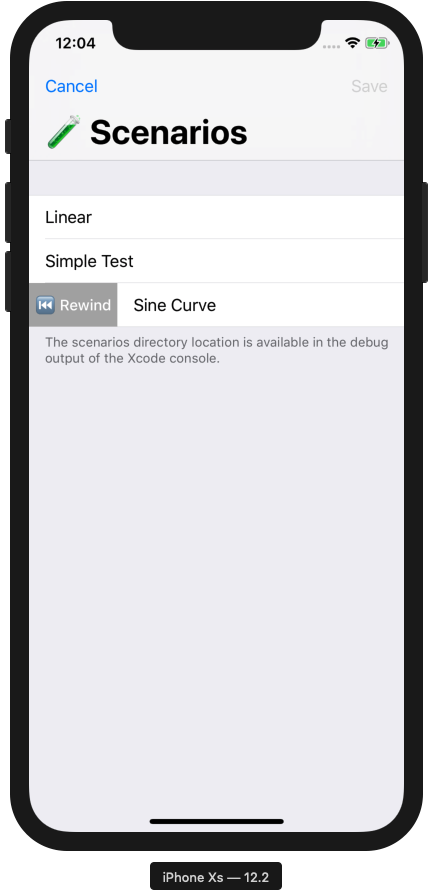 12:04
Cancel
Save
Scenarios
Linear
Simple Test
Rewind
Sine Curve
The scenarios directory location is available in the debug
output of the Xcode console.
iPhone Xs — 12.2